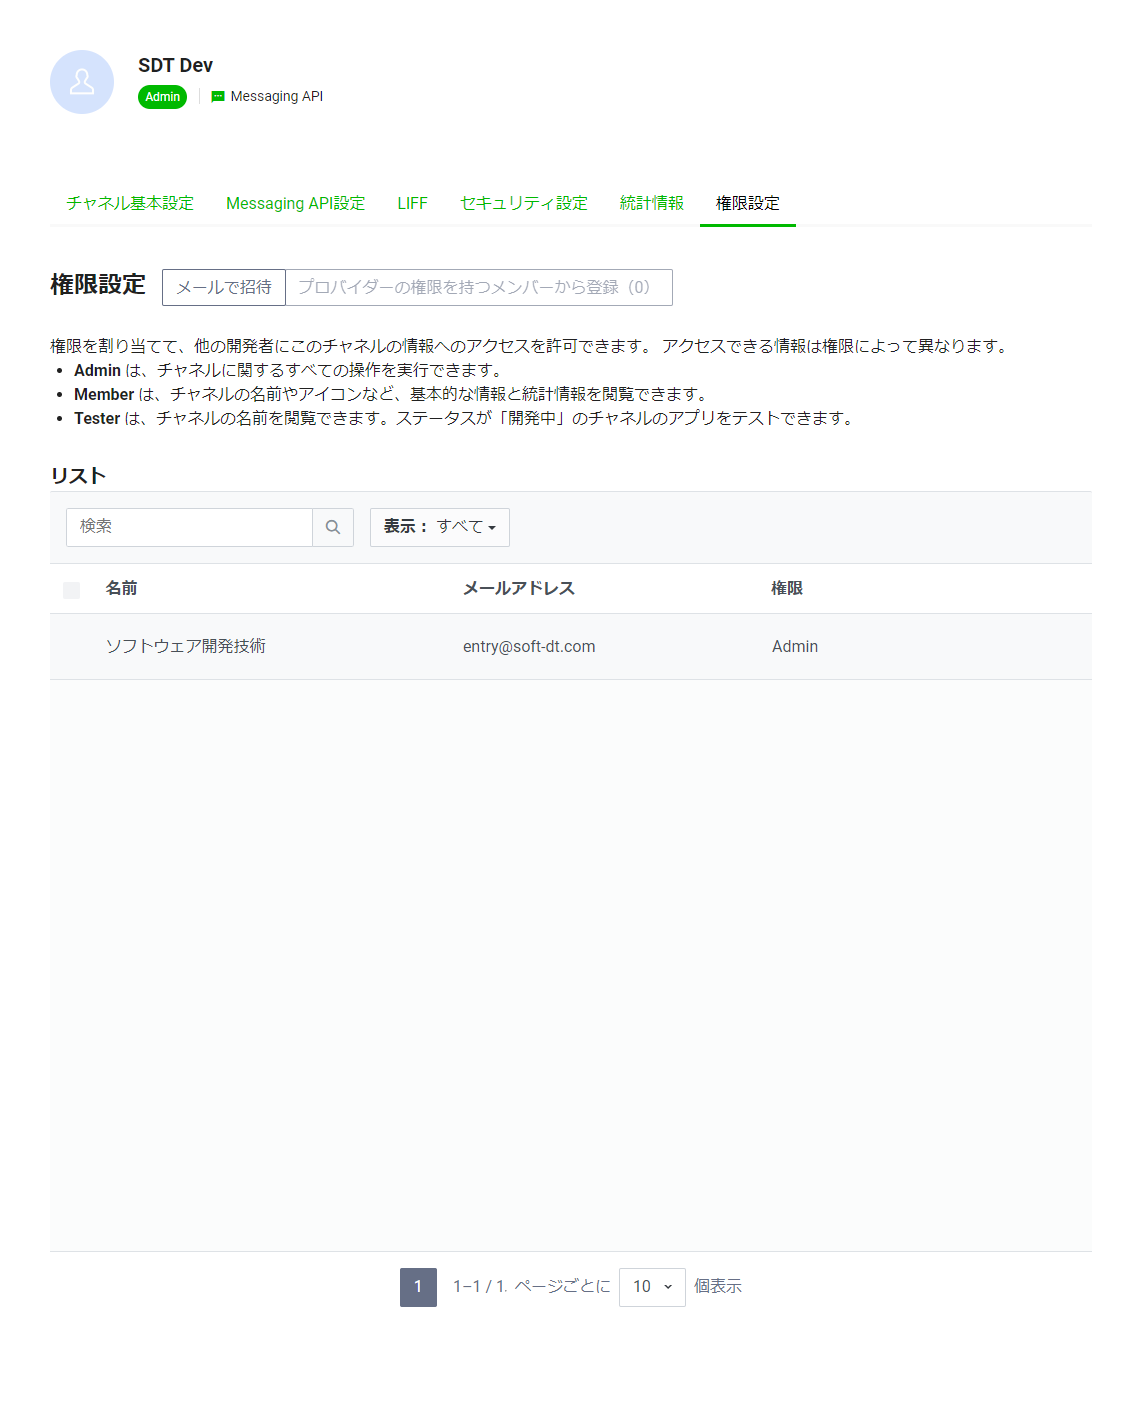 SDT Dev
Admin Messaging API
チャネル基本設定 Messaging API設定 LIFF セキュリティ設定 統計情報 権限設定
権限設定 メールで招待 プロバイダーの権限を持つメンバーから登録（0）
権限を割り当てて、他の開発者にこのチャネルの情報へのアクセスを許可できます。 アクセスできる情報は権限によって異なります。
• Admin は、チャネルに関するすべての操作を実行できます。
• Member は、チャネルの名前やアイコンなど、基本的な情報と統計情報を閲覧できます。
• Tester は、チャネルの名前を閲覧できます。ステータスが「開発中」のチャネルのアプリをテストできます。
リスト
検索 表示： すべて
名前 メールアドレス 権限
ソフトウェア開発技術 entry@soft-dt.com Admin
1 1–1 / 1. ページごとに 10 個表示